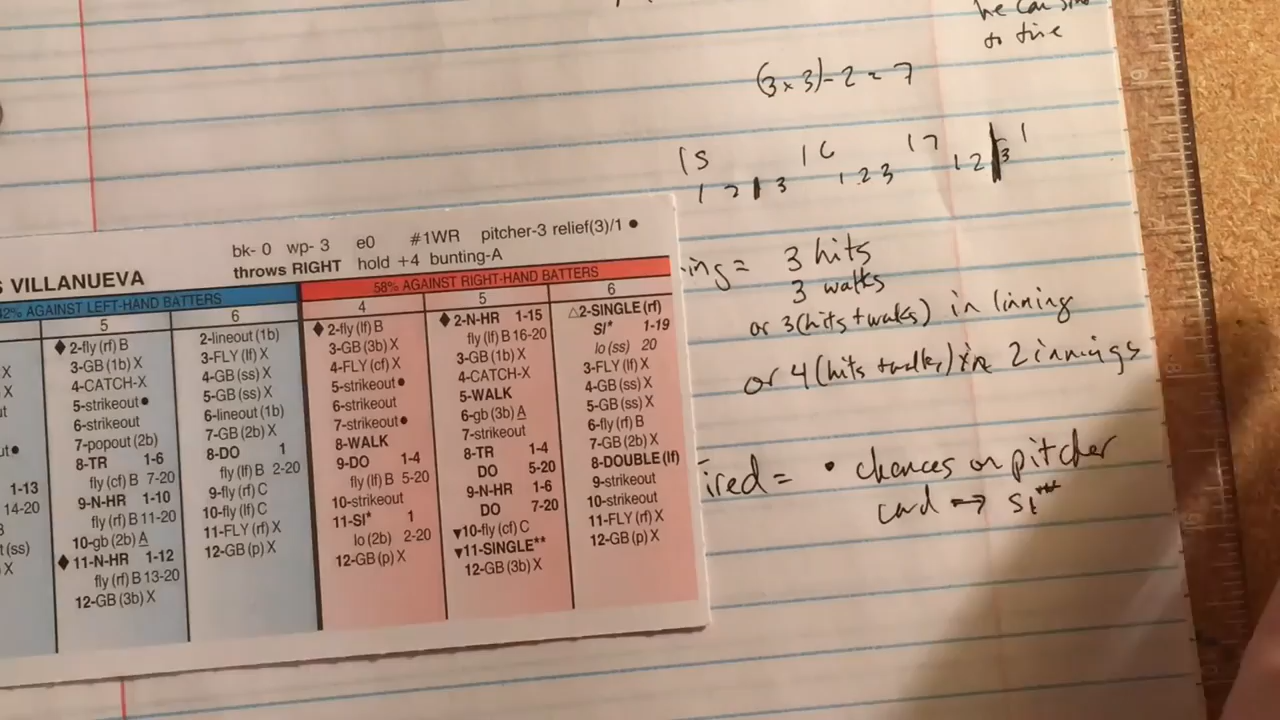 he can
to tire
(3x3)-2=7
15 16 17
1 2 3 1 2 3 1 2 3 1
ing = 3 hits
3 walks
or 3(hits+walks) in 1 inning
or 4(hits+walks) in 2 innings
ired = • chances on pitcher
card → SI**
bk- 0 wp- 3 e0 #1WR pitcher-3 relief(3)/1 ●
S VILLANUEVA throws RIGHT hold +4 bunting-A
42% AGAINST LEFT-HAND BATTERS
X
X
ut
ut●
1-13
14-20
B
t (ss)
X
5
◆2-fly (rf) B
3-GB (1b) X
4-CATCH-X
5-strikeout●
6-strikeout
7-popout (2b)
8-TR 1-6
fly (cf) B 7-20
9-N-HR 1-10
fly (rf) B 11-20
10-gb (2b) A
◆11-N-HR 1-12
fly (rf) B 13-20
12-GB (3b) X
6
2-lineout (1b)
3-FLY (lf) X
4-GB (ss) X
5-GB (ss) X
6-lineout (1b)
7-GB (2b) X
8-DO 1
fly (lf) B 2-20
9-fly (rf) C
10-fly (lf) C
11-FLY (rf) X
12-GB (p) X
58% AGAINST RIGHT-HAND BATTERS
4
◆2-fly (lf) B
3-GB (3b) X
4-FLY (cf) X
5-strikeout●
6-strikeout
7-strikeout●
8-WALK
9-DO 1-4
fly (lf) B 5-20
10-strikeout
11-SI* 1
lo (2b) 2-20
12-GB (p) X
5
◆2-N-HR 1-15
fly (lf) B 16-20
3-GB (1b) X
4-CATCH-X
5-WALK
6-gb (3b) A
7-strikeout
8-TR 1-4
DO 5-20
9-N-HR 1-6
DO 7-20
▼10-fly (cf) C
▼11-SINGLE**
12-GB (3b) X
6
△2-SINGLE (rf)
SI* 1-19
lo (ss) 20
3-FLY (lf) X
4-GB (ss) X
5-GB (ss) X
6-fly (rf) B
7-GB (2b) X
8-DOUBLE (lf)
9-strikeout
10-strikeout
11-FLY (rf) X
12-GB (p) X